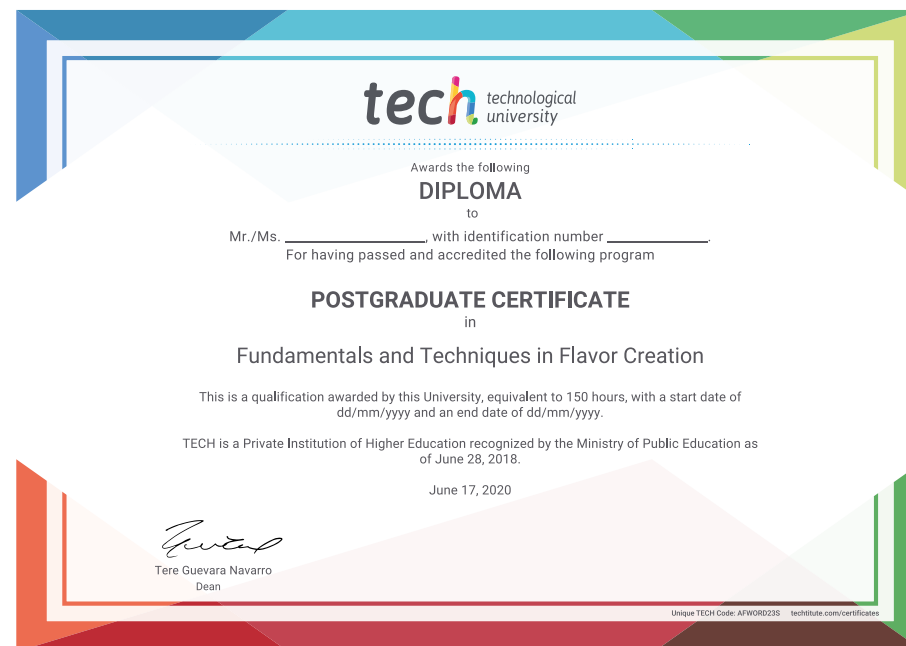 tech technological
university
Awards the following
DIPLOMA
to
Mr./Ms. ____________________, with identification number ______________.
For having passed and accredited the following program
POSTGRADUATE CERTIFICATE
in
Fundamentals and Techniques in Flavor Creation
This is a qualification awarded by this University, equivalent to 150 hours, with a start date of
dd/mm/yyyy and an end date of dd/mm/yyyy.
TECH is a Private Institution of Higher Education recognized by the Ministry of Public Education as
of June 28, 2018.
June 17, 2020
Tere Guevara Navarro
Dean
Unique TECH Code: AFWORD23S techtitute.com/certificates